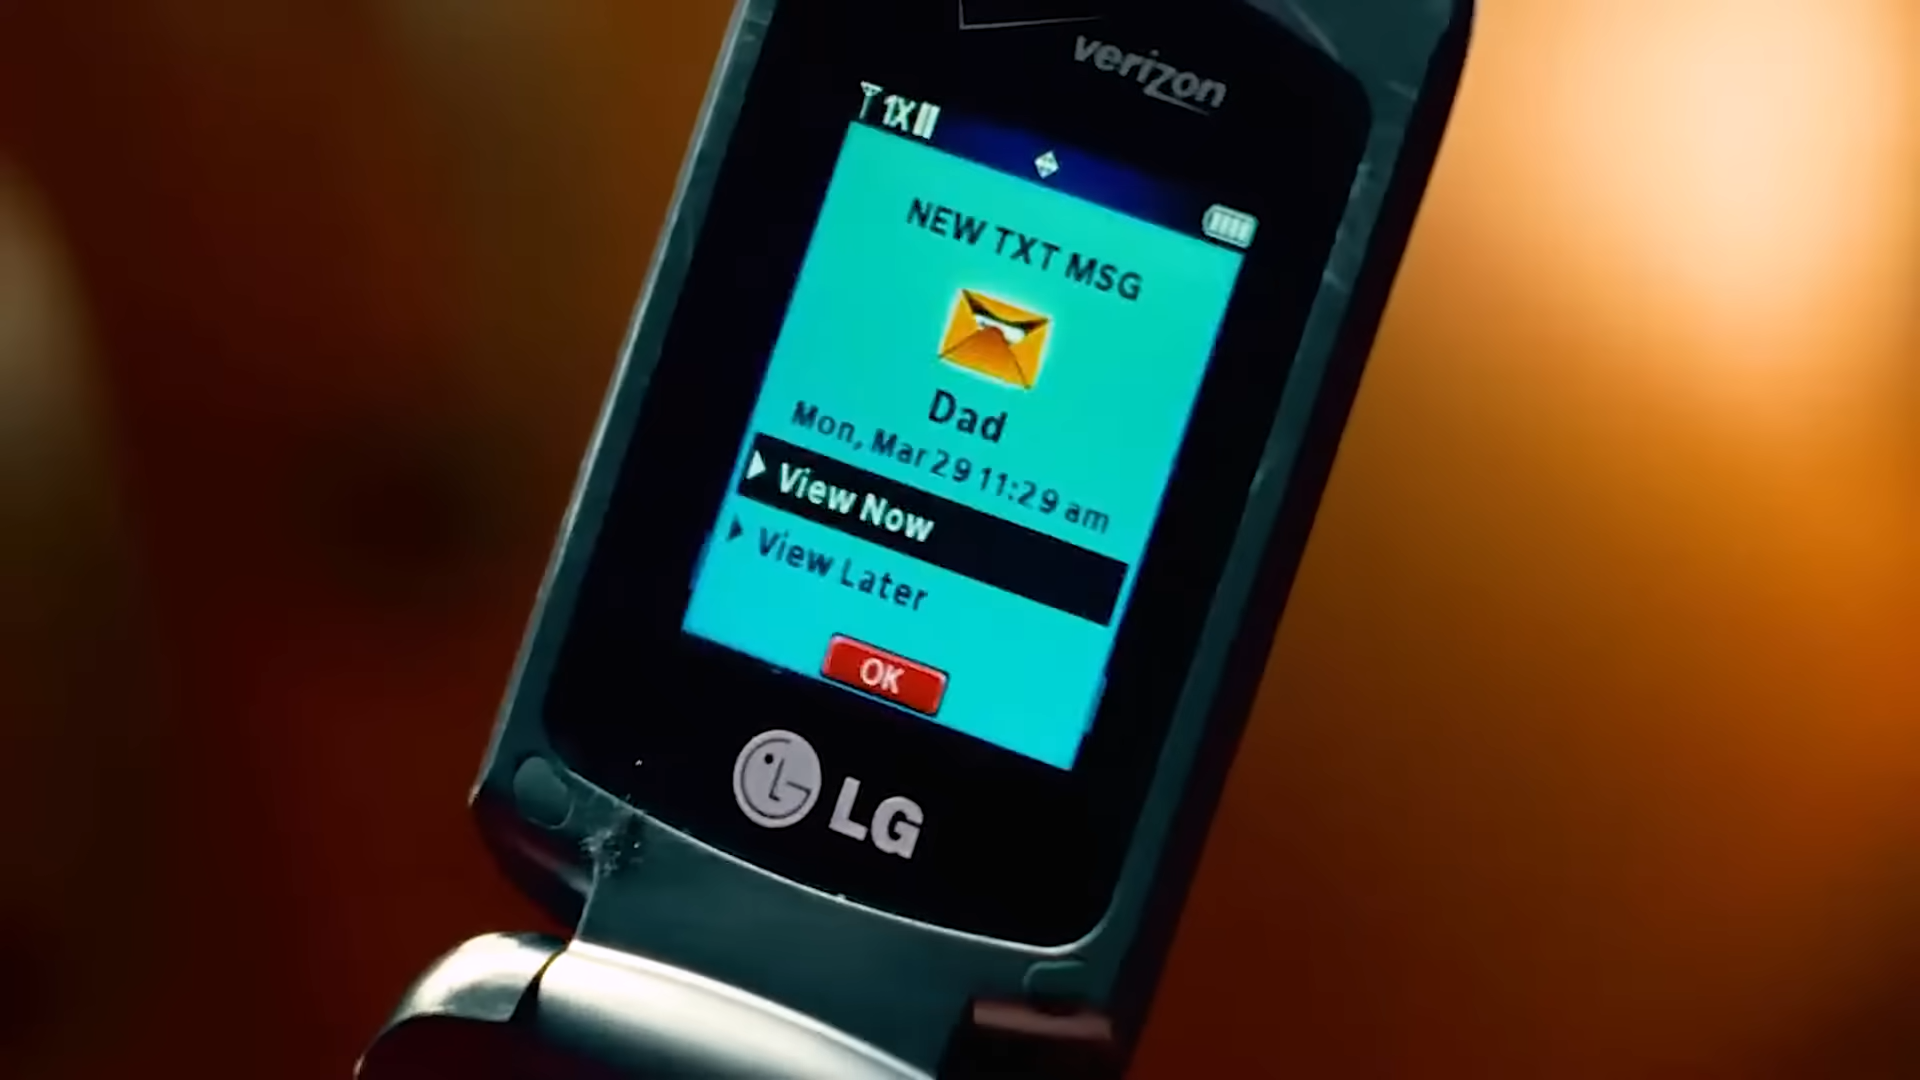 verizon
1X
NEW TXT MSG
Dad
Mon, Mar 29 11:29 am
View Now
View Later
OK
LG